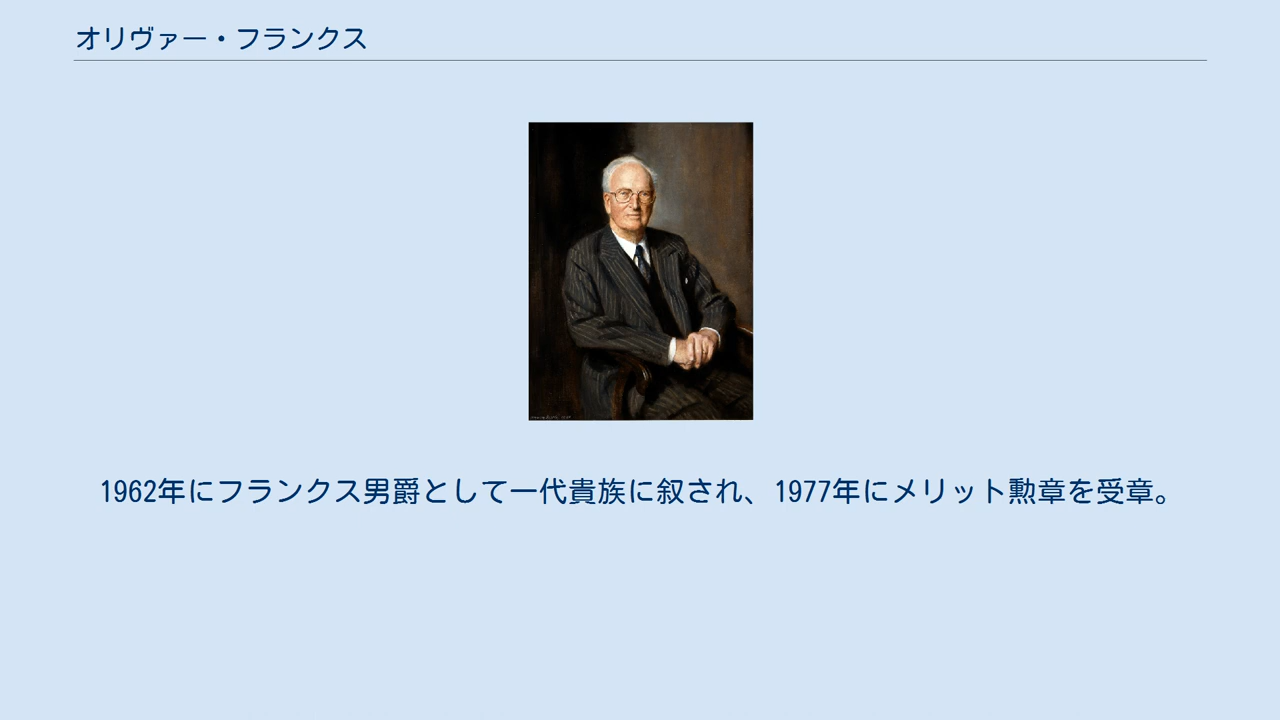 オリヴァー・フランクス
1962年にフランクス男爵として一代貴族に叙され、1977年にメリット勲章を受章。